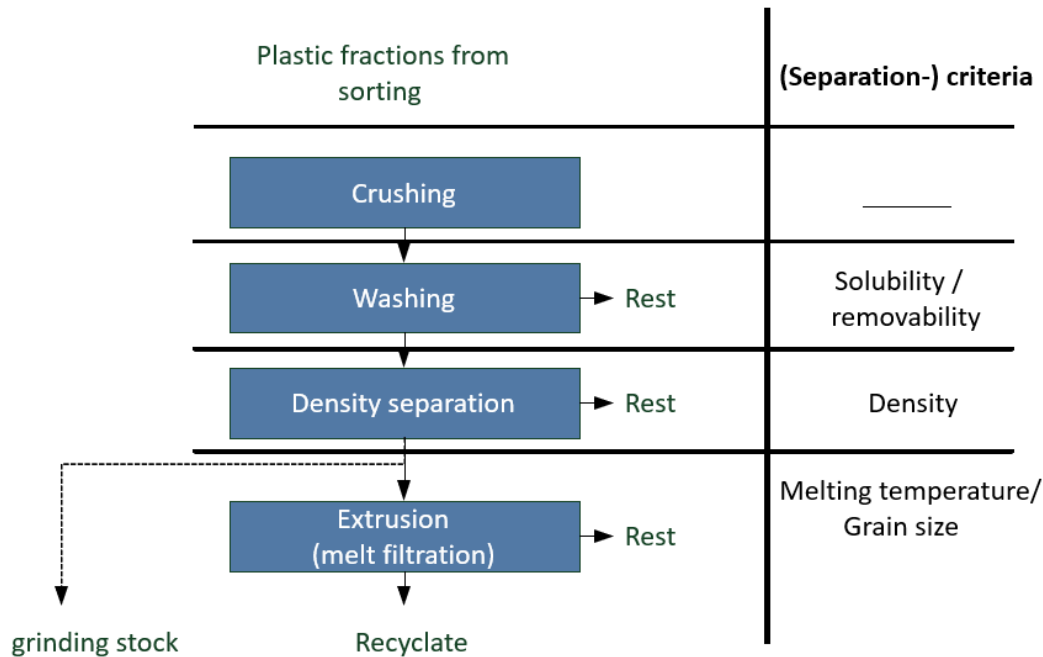 Plastic fractions from
sorting
(Separation-) criteria
Crushing
Washing
Rest
Solubility /
removability
Density separation
Rest
Density
Extrusion
(melt filtration)
Rest
Melting temperature/
Grain size
grinding stock
Recyclate